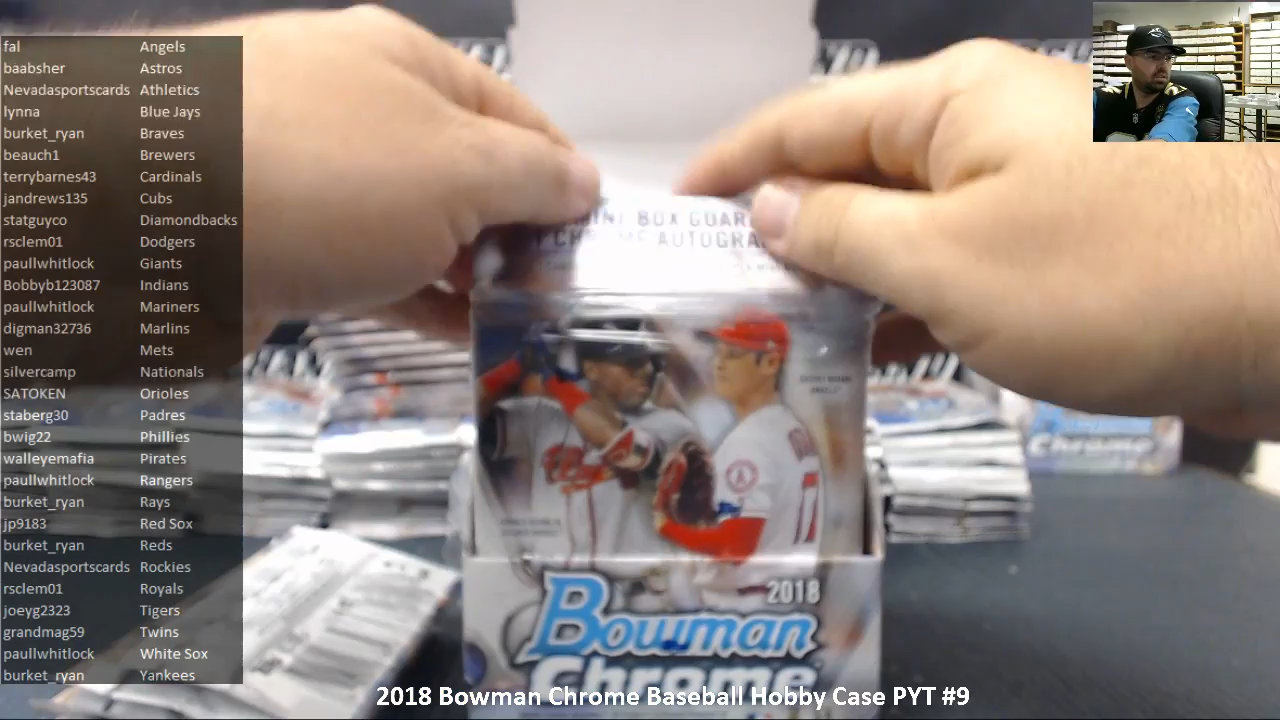 fal Angels
baabsher Astros
Nevadasportscards Athletics
lynna Blue Jays
burket_ryan Braves
beauch1 Brewers
terrybarnes43 Cardinals
jandrews135 Cubs
statguyco Diamondbacks
rsclem01 Dodgers
paullwhitlock Giants
Bobbyb123087 Indians
paullwhitlock Mariners
digman32736 Marlins
wen Mets
silvercamp Nationals
SATOKEN Orioles
staberg30 Padres
bwig22 Phillies
walleyemafia Pirates
paullwhitlock Rangers
burket_ryan Rays
jp9183 Red Sox
burket_ryan Reds
Nevadasportscards Rockies
rsclem01 Royals
joeyg2323 Tigers
grandmag59 Twins
paullwhitlock White Sox
burket_ryan Yankees
BOX
17
2018
Bowman
Chrome
Chrome
2018 Bowman Chrome Baseball Hobby Case PYT #9